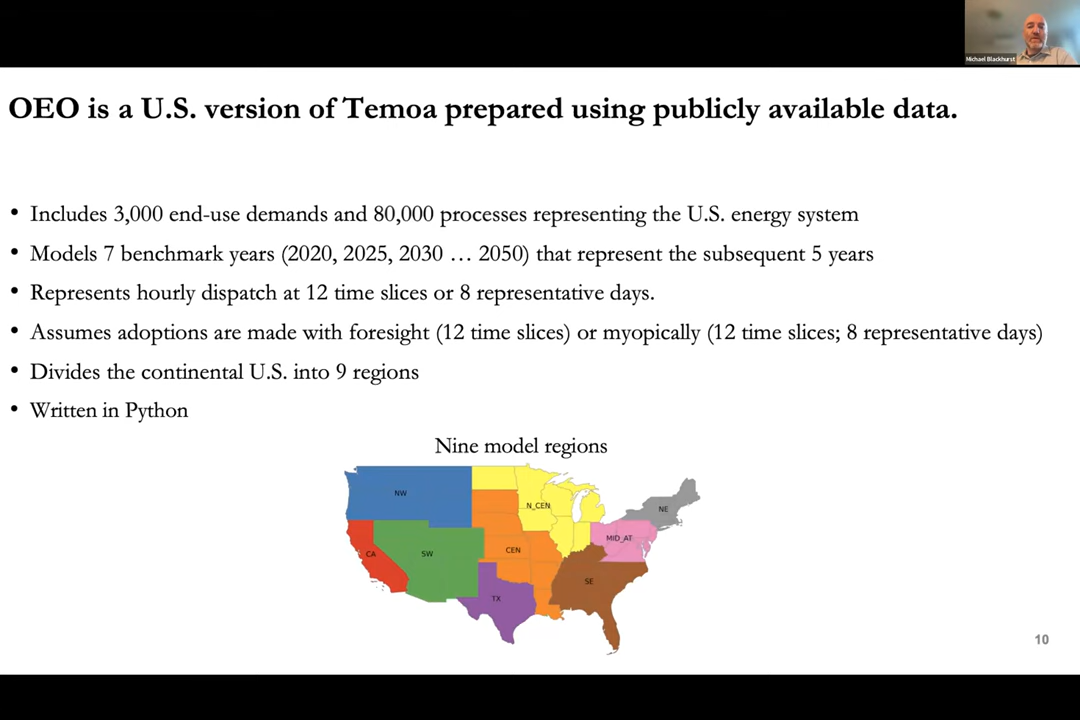 Michael Blackhurst
OEO is a U.S. version of Temoa prepared using publicly available data.
• Includes 3,000 end-use demands and 80,000 processes representing the U.S. energy system
• Models 7 benchmark years (2020, 2025, 2030 … 2050) that represent the subsequent 5 years
• Represents hourly dispatch at 12 time slices or 8 representative days.
• Assumes adoptions are made with foresight (12 time slices) or myopically (12 time slices; 8 representative days)
• Divides the continental U.S. into 9 regions
• Written in Python
Nine model regions
NW
N_CEN
NE
MID_AT
CA
SW
CEN
SE
TX
10